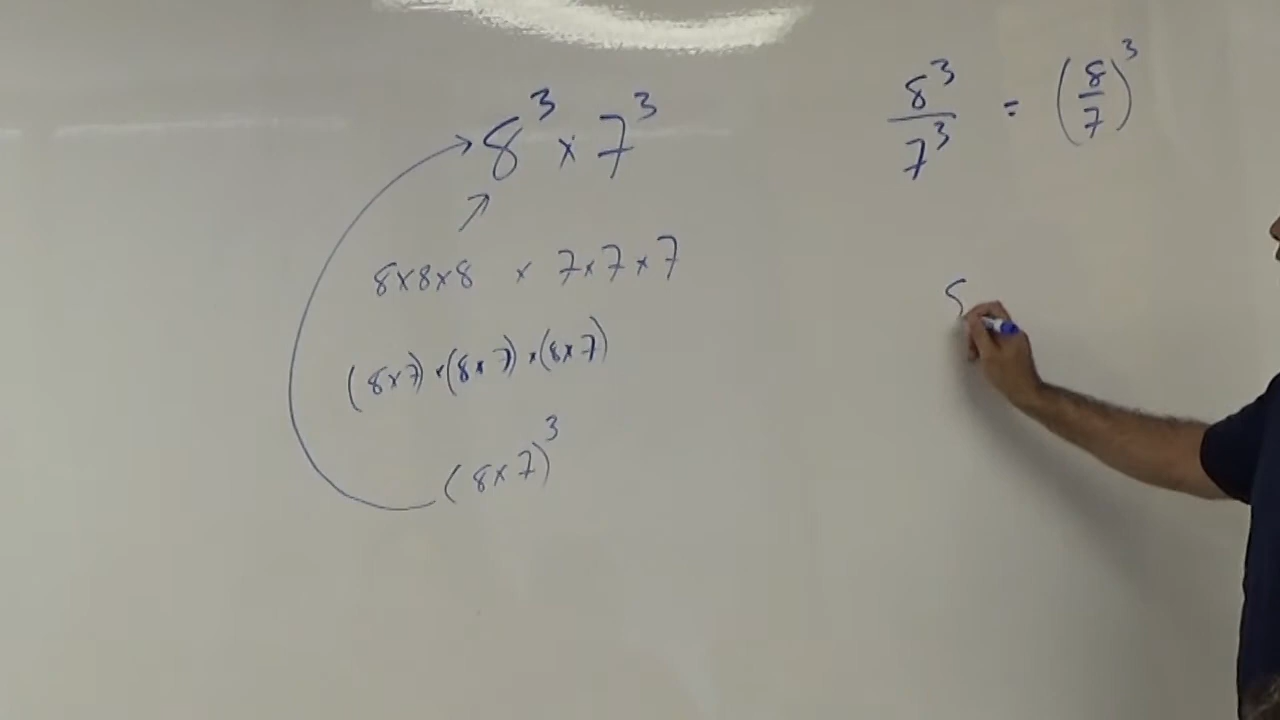 8³ × 7³
8×8×8 × 7×7×7
(8×7)×(8×7)×(8×7)
(8×7)³
8³/7³ = (8/7)³